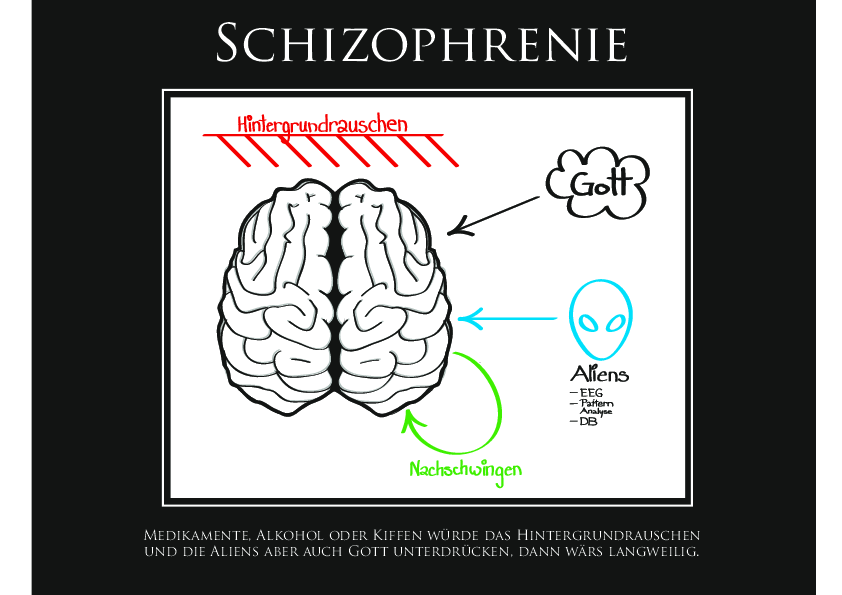 Schizophrenie
Hintergrundrauschen
Gott
Aliens
- EEG
- Pattern
Analyse
- DB
Nachschwingen
Medikamente, Alkohol oder Kiffen würde das Hintergrundrauschen
und die Aliens aber auch Gott unterdrücken, dann wärs langweilig.